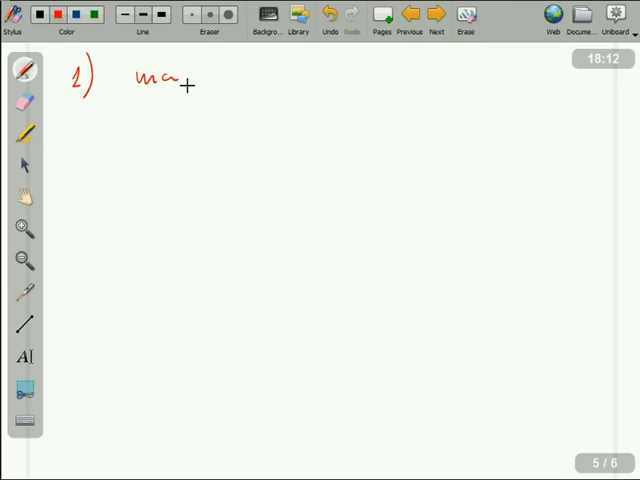 Stylus Color Line Eraser Backgro... Library Undo Redo Pages Previous Next Erase Web Docume... Uniboard
18:12
1) ma
A
5 / 6